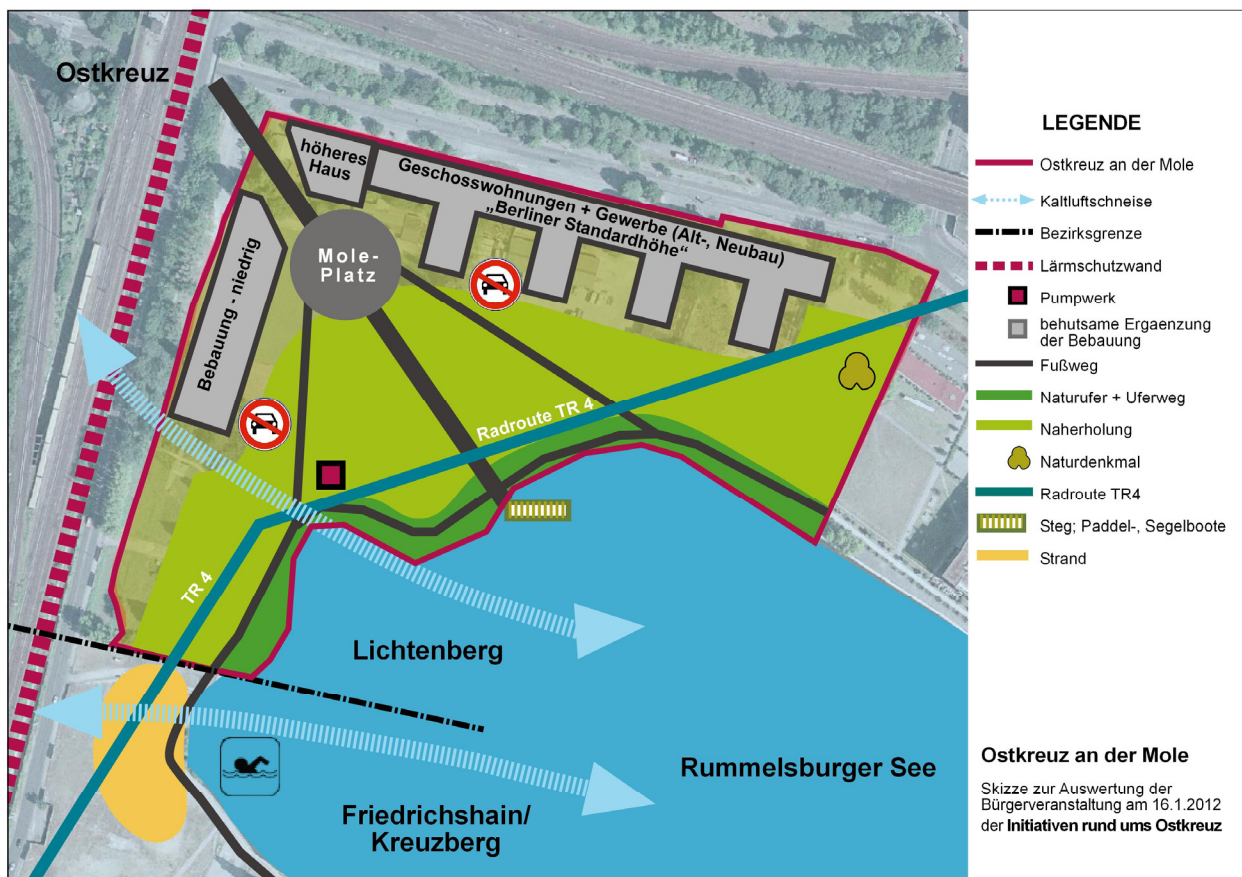 Ostkreuz
höheres
Haus
Geschosswohnungen + Gewerbe (Alt-, Neubau)
„Berliner Standardhöhe“
Mole-
Platz
Bebauung - niedrig
Radroute TR 4
TR 4
Lichtenberg
Rummelsburger See
Friedrichshain/
Kreuzberg
LEGENDE
Ostkreuz an der Mole
Kaltluftschneise
Bezirksgrenze
Lärmschutzwand
Pumpwerk
behutsame Ergaenzung
der Bebauung
Fußweg
Naturufer + Uferweg
Naherholung
Naturdenkmal
Radroute TR4
Steg; Paddel-, Segelboote
Strand
Ostkreuz an der Mole
Skizze zur Auswertung der
Bürgerveranstaltung am 16.1.2012
der Initiativen rund ums Ostkreuz